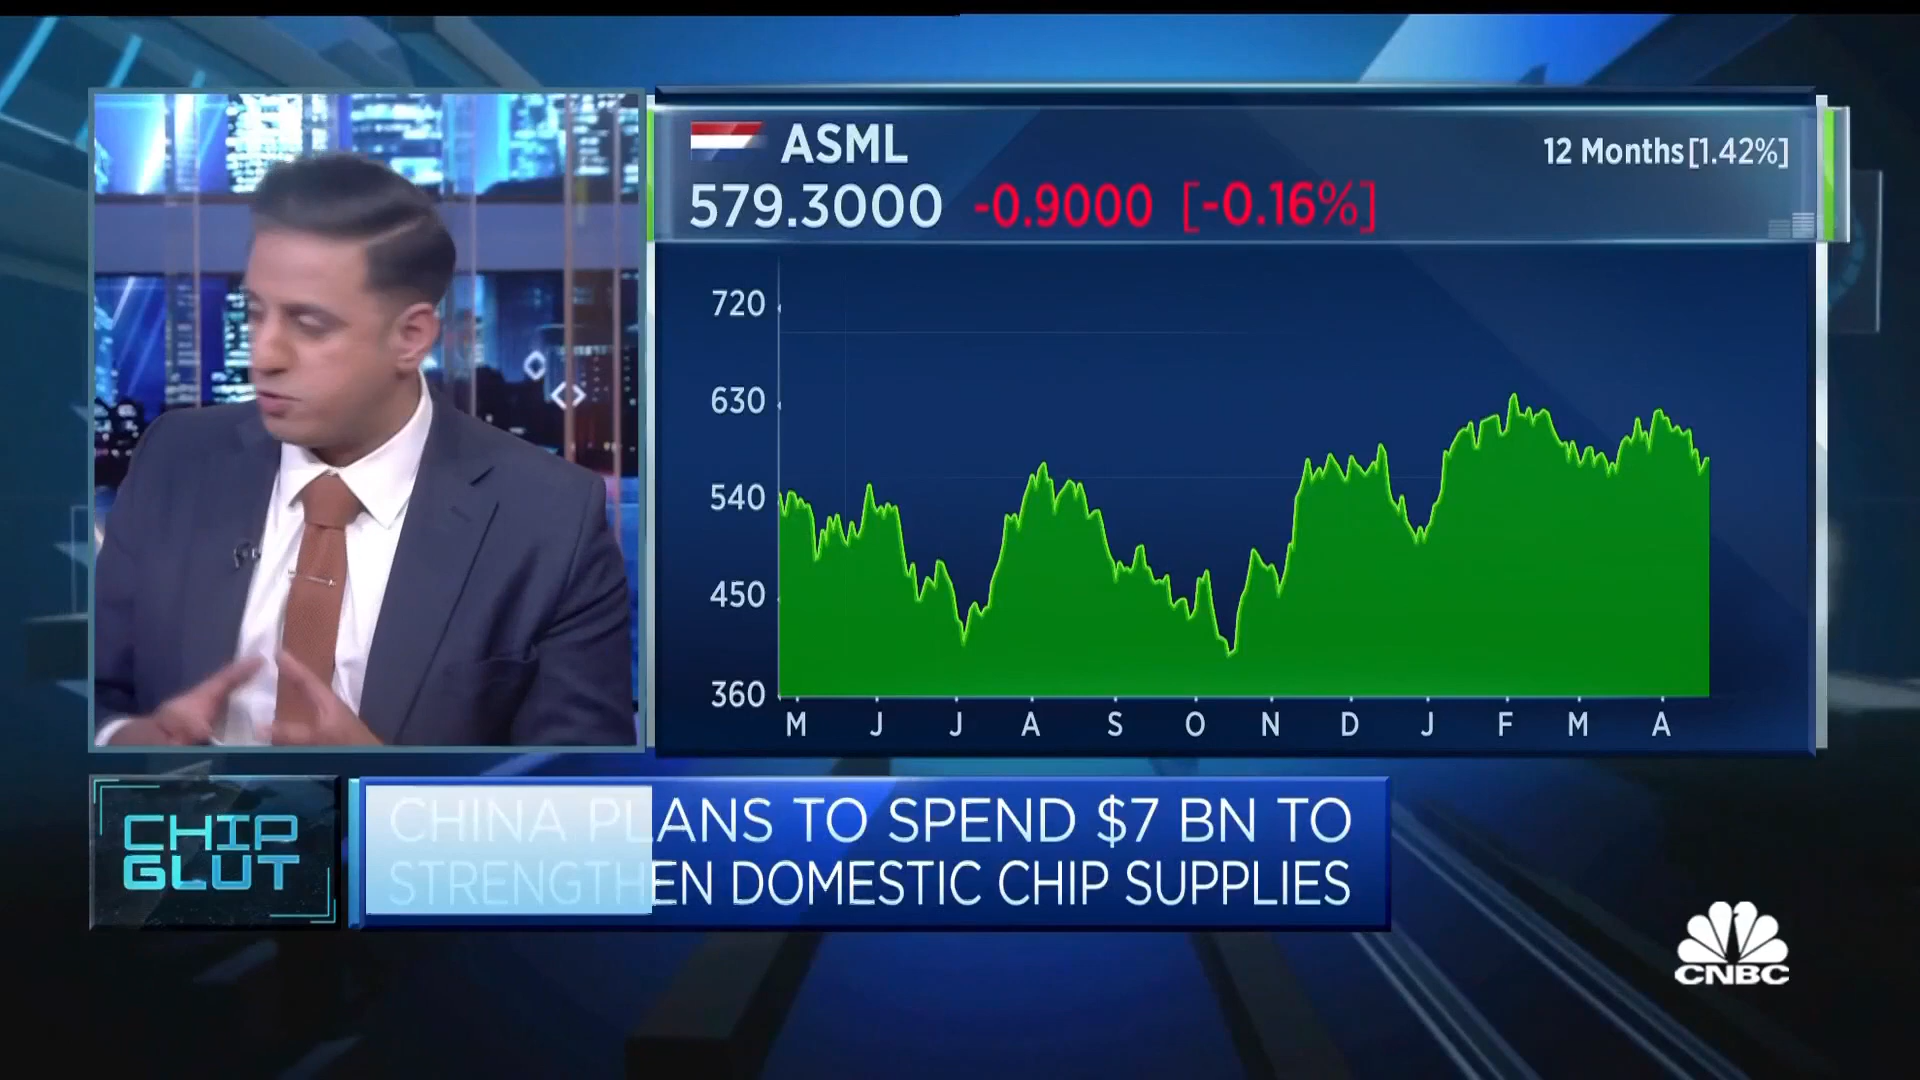 ASML
12 Months[1.42%]
579.3000 -0.9000 [-0.16%]
720
630
540
450
360
M J J A S O N D J F M A
CHIP
GLUT
CHINA PLANS TO SPEND $7 BN TO
STRENGTHEN DOMESTIC CHIP SUPPLIES
CNBC